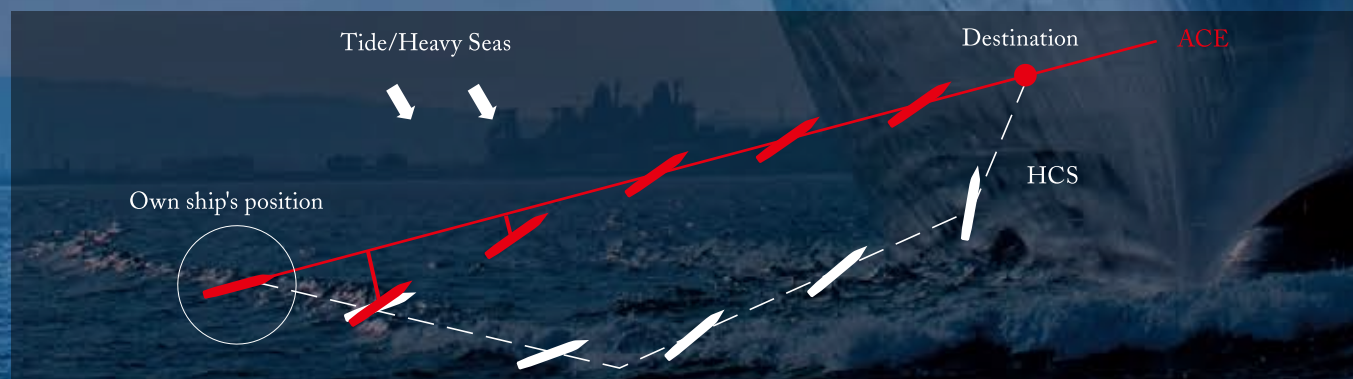 Tide/Heavy Seas
Destination
ACE
HCS
Own ship's position